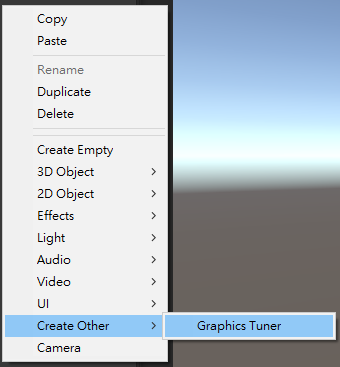 Copy
Paste
Rename
Duplicate
Delete
Create Empty
3D Object
2D Object
Effects
Light
Audio
Video
UI
Create Other
Graphics Tuner
Camera